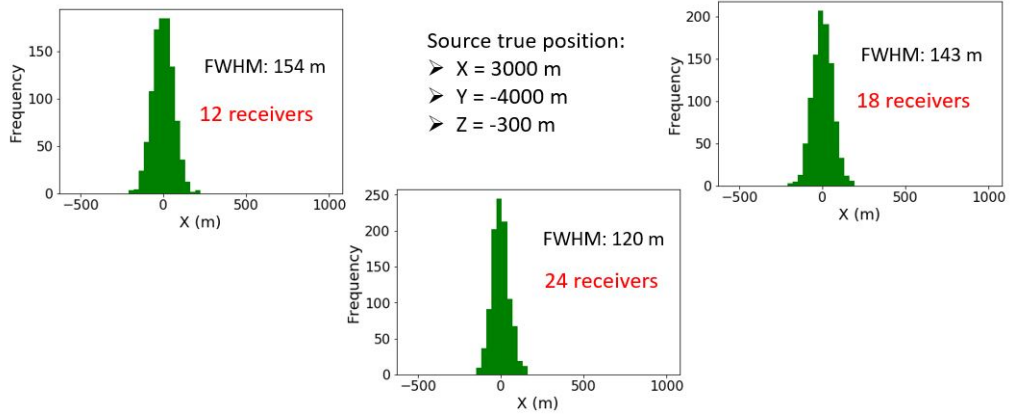 150
100
50
0
Frequency
FWHM: 154 m
12 receivers
−500 0 500 1000
X (m)
Source true position:
➢ X = 3000 m
➢ Y = -4000 m
➢ Z = -300 m
200
150
100
50
0
Frequency
FWHM: 143 m
18 receivers
−500 0 500 1000
X (m)
250
200
150
100
50
0
Frequency
FWHM: 120 m
24 receivers
−500 0 500 1000
X (m)